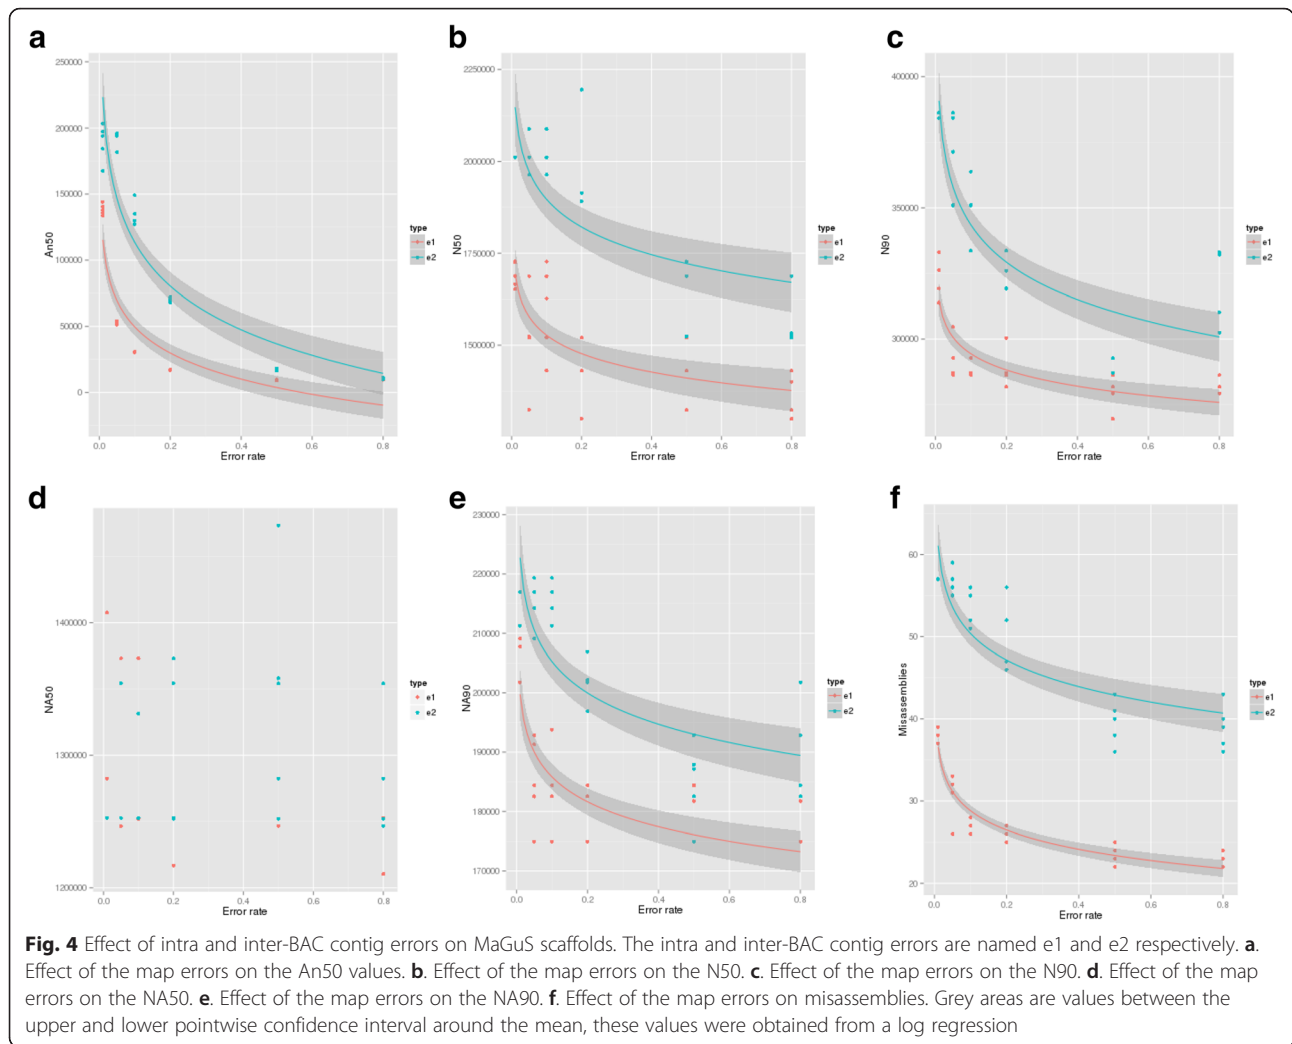 a
250000
200000
150000
100000
50000
0
An50
0.0 0.2 0.4 0.6 0.8
Error rate
type
e1
e2
b
2250000
2000000
1750000
1500000
N50
0.0 0.2 0.4 0.6 0.8
Error rate
type
e1
e2
c
400000
350000
300000
N90
0.0 0.2 0.4 0.6 0.8
Error rate
type
e1
e2
d
1400000
1300000
1200000
NA50
0.0 0.2 0.4 0.6 0.8
Error rate
type
e1
e2
e
230000
220000
210000
200000
190000
180000
170000
NA90
0.0 0.2 0.4 0.6 0.8
Error rate
type
e1
e2
f
60
50
40
30
20
Misassemblies
0.0 0.2 0.4 0.6 0.8
Error rate
type
e1
e2
Fig. 4 Effect of intra and inter-BAC contig errors on MaGuS scaffolds. The intra and inter-BAC contig errors are named e1 and e2 respectively. a.
Effect of the map errors on the An50 values. b. Effect of the map errors on the N50. c. Effect of the map errors on the N90. d. Effect of the map
errors on the NA50. e. Effect of the map errors on the NA90. f. Effect of the map errors on misassemblies. Grey areas are values between the
upper and lower pointwise confidence interval around the mean, these values were obtained from a log regression